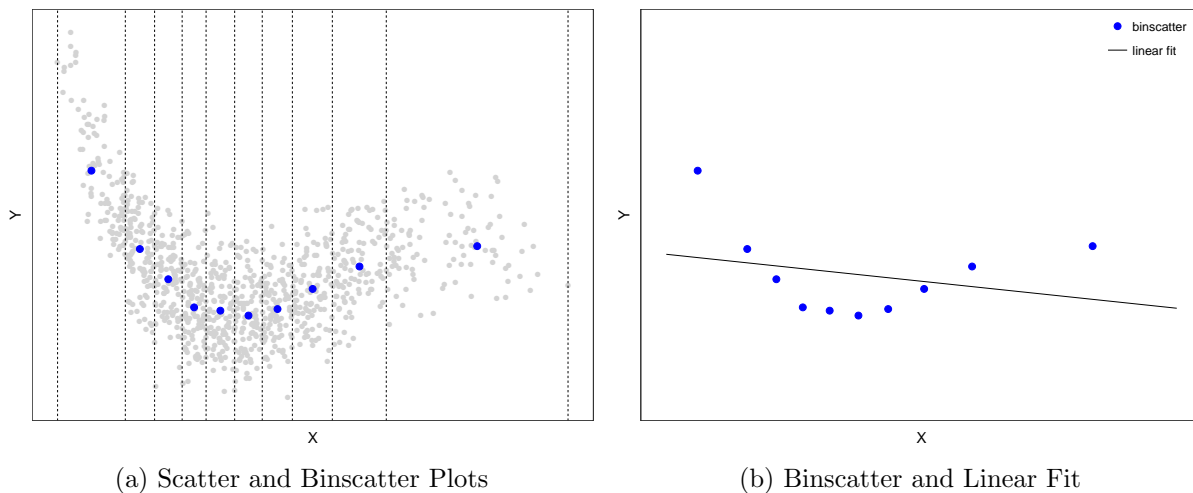 Y
X
(a) Scatter and Binscatter Plots
binscatter
linear fit
Y
X
(b) Binscatter and Linear Fit